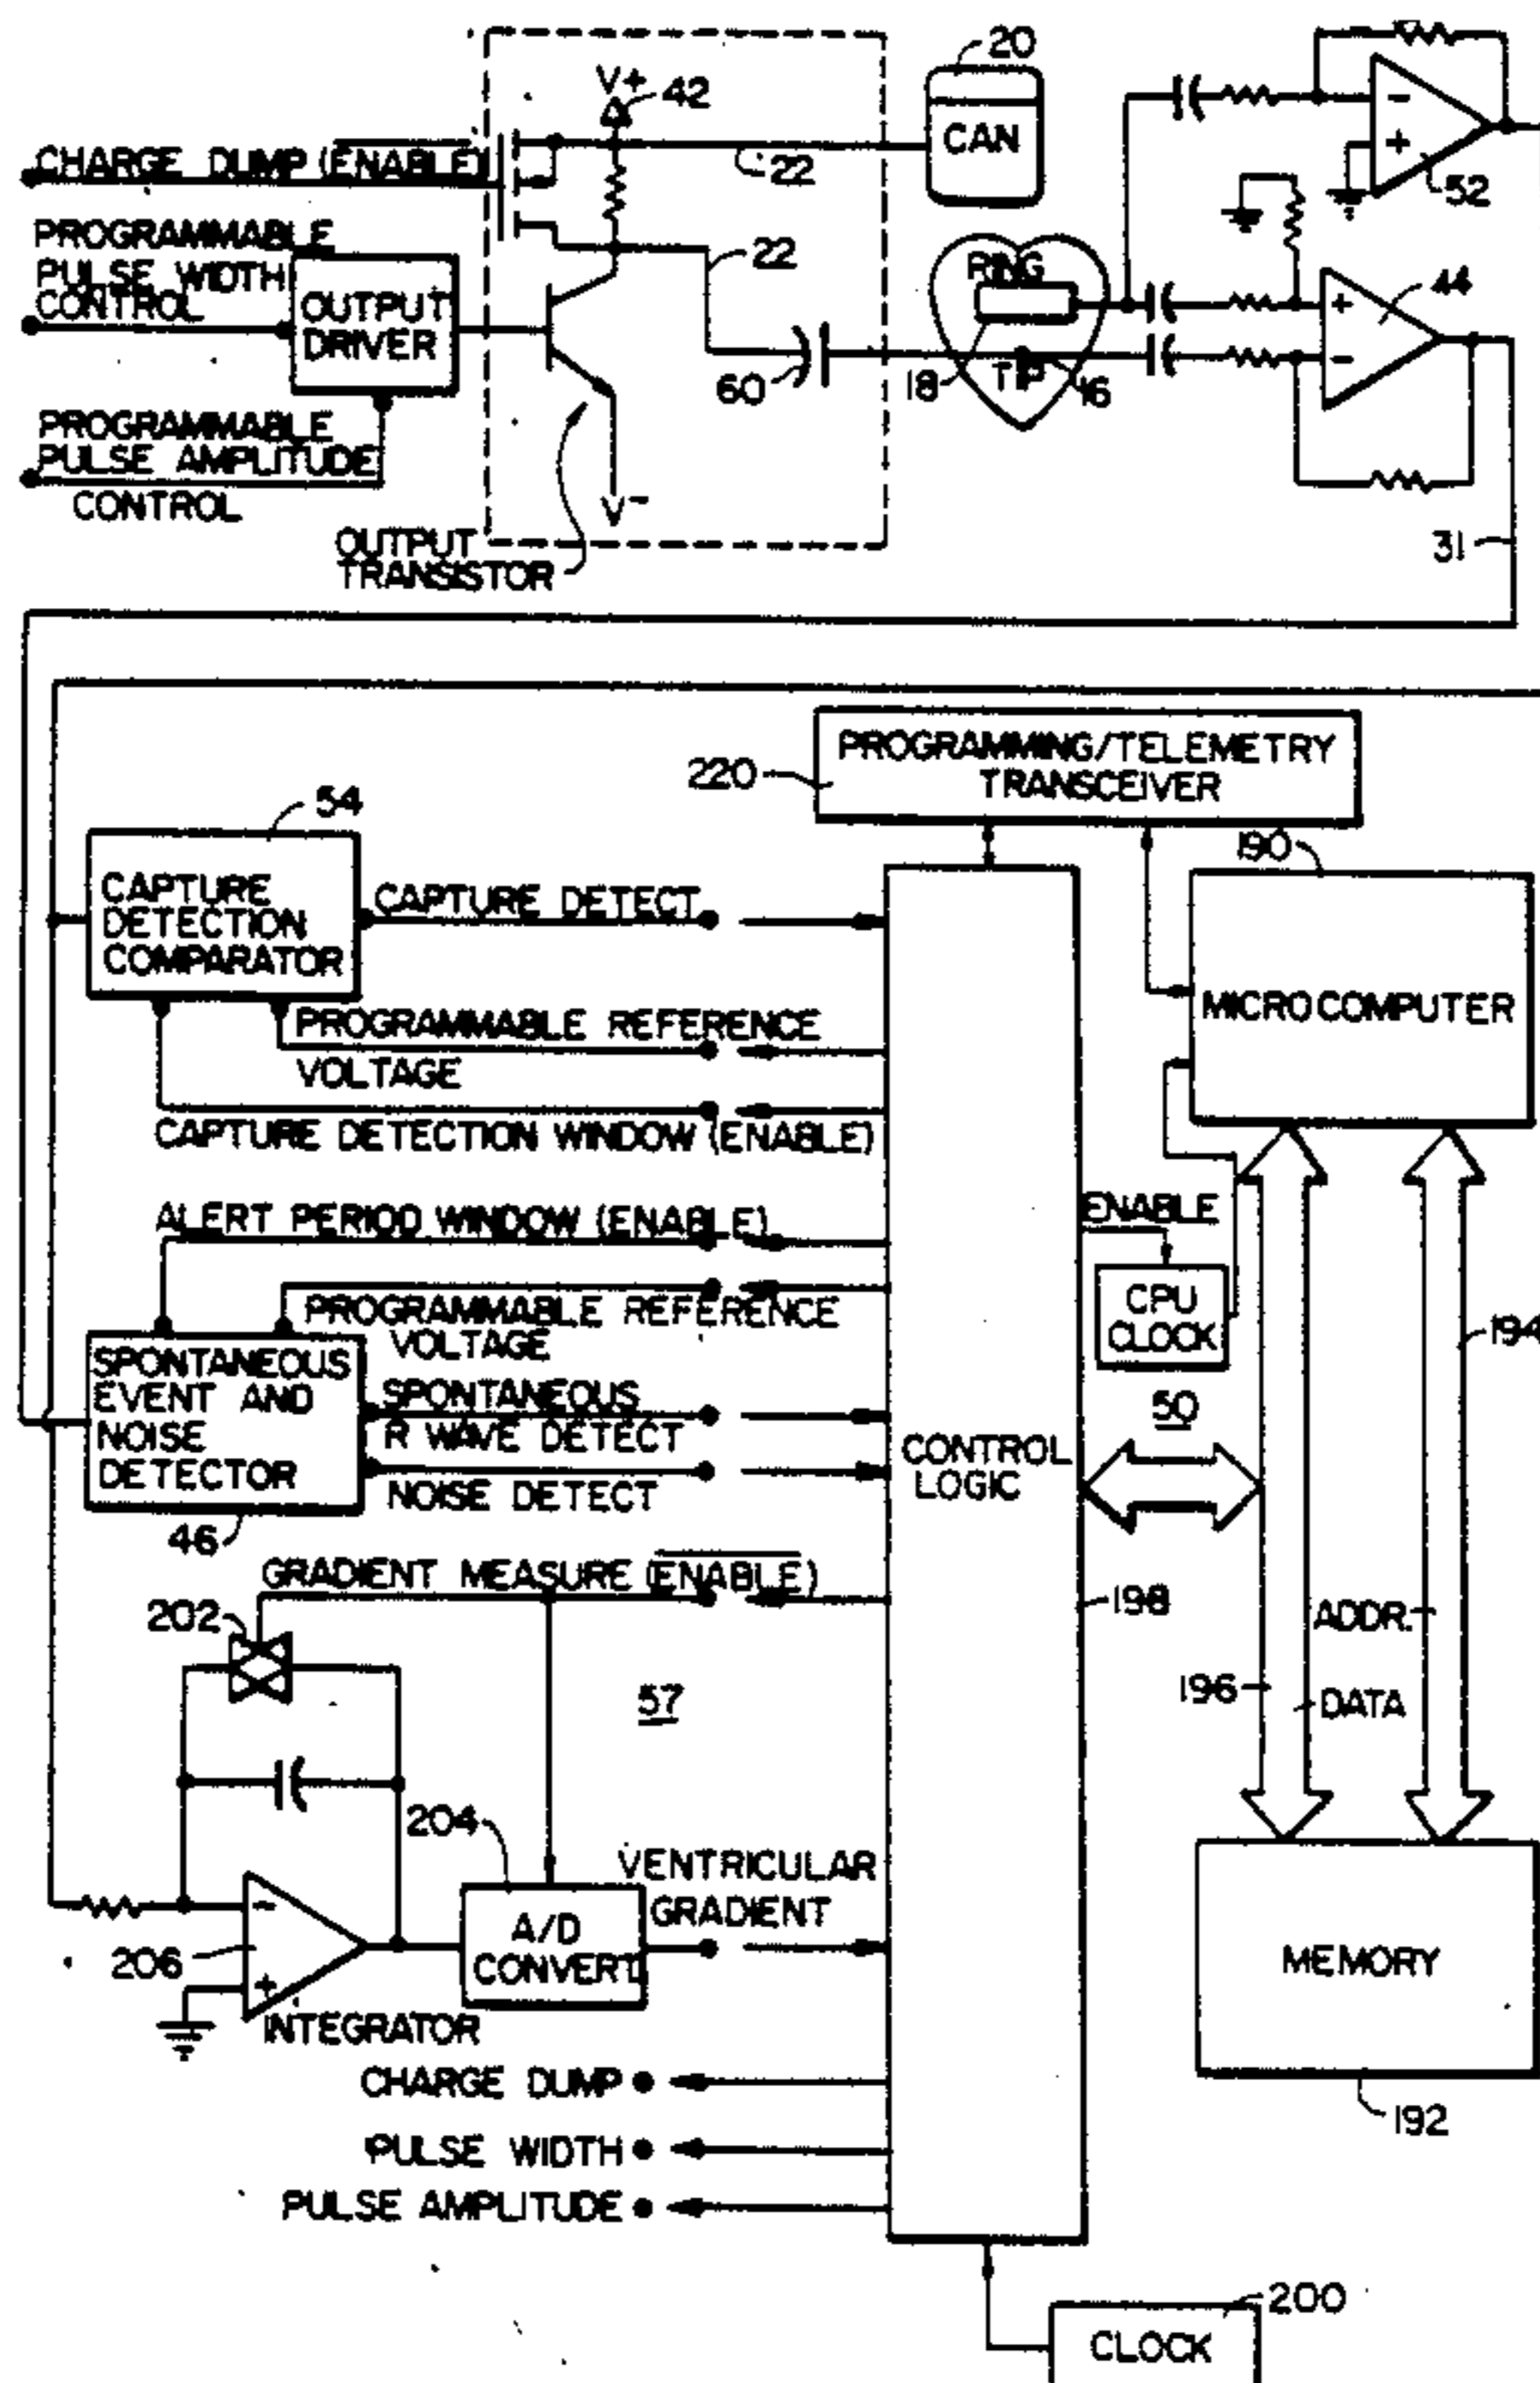 V+
42
20
CAN
CHARGE DUMP (ENABLE)
22
- + 52
PROGRAMMABLE
PULSE WIDTH
CONTROL
OUTPUT
DRIVER
22
RING
+ - 44
60
18
TIP
16
PROGRAMMABLE
PULSE AMPLITUDE
CONTROL
V-
OUTPUT
TRANSISTOR
31
PROGRAMMING/TELEMETRY
TRANSCEIVER
220
54
190
CAPTURE
DETECTION
COMPARATOR
CAPTURE DETECT
MICROCOMPUTER
PROGRAMMABLE REFERENCE
VOLTAGE
CAPTURE DETECTION WINDOW (ENABLE)
ALERT PERIOD WINDOW (ENABLE)
ENABLE
CPU
CLOCK
PROGRAMMABLE REFERENCE
VOLTAGE
194
SPONTANEOUS
EVENT AND
NOISE
DETECTOR
SPONTANEOUS
R WAVE DETECT
50
CONTROL
LOGIC
NOISE DETECT
46
GRADIENT MEASURE (ENABLE)
202
198
ADDR.
196
DATA
57
204
VENTRICULAR
GRADIENT
A/D
CONVERT
206
-
+
INTEGRATOR
MEMORY
CHARGE DUMP
192
PULSE WIDTH
PULSE AMPLITUDE
200
CLOCK